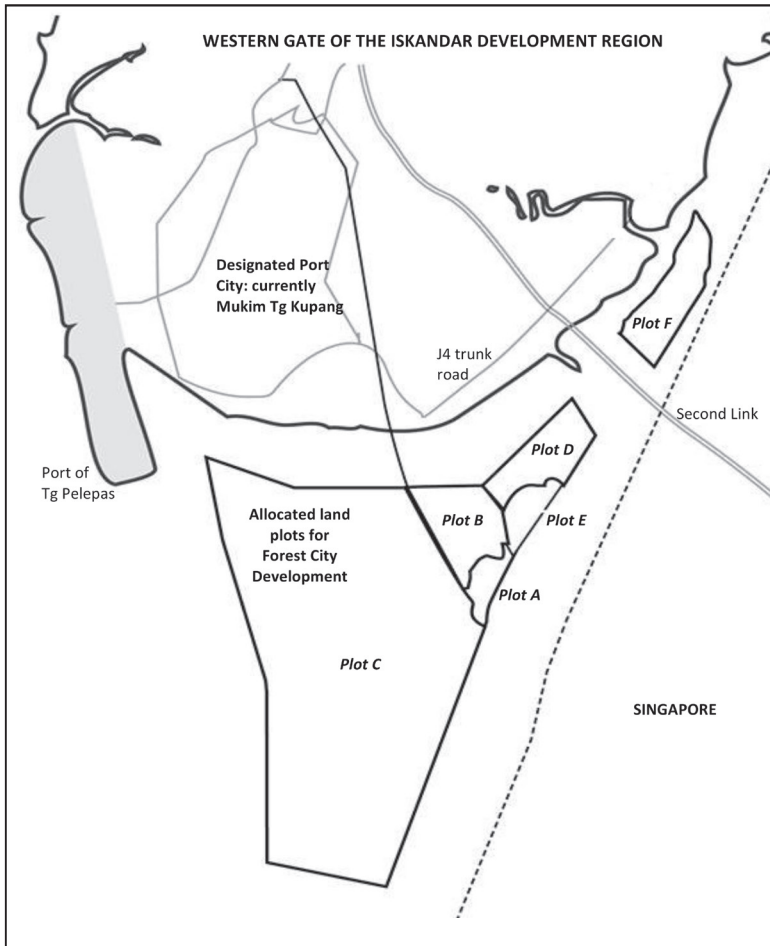 WESTERN GATE OF THE ISKANDAR DEVELOPMENT REGION
Designated Port
City: currently
Mukim Tg Kupang
Plot F
J4 trunk
road
Second Link
Port of
Tg Pelepas
Plot D
Allocated land
plots for
Forest City
Development
Plot B
Plot E
Plot A
Plot C
SINGAPORE